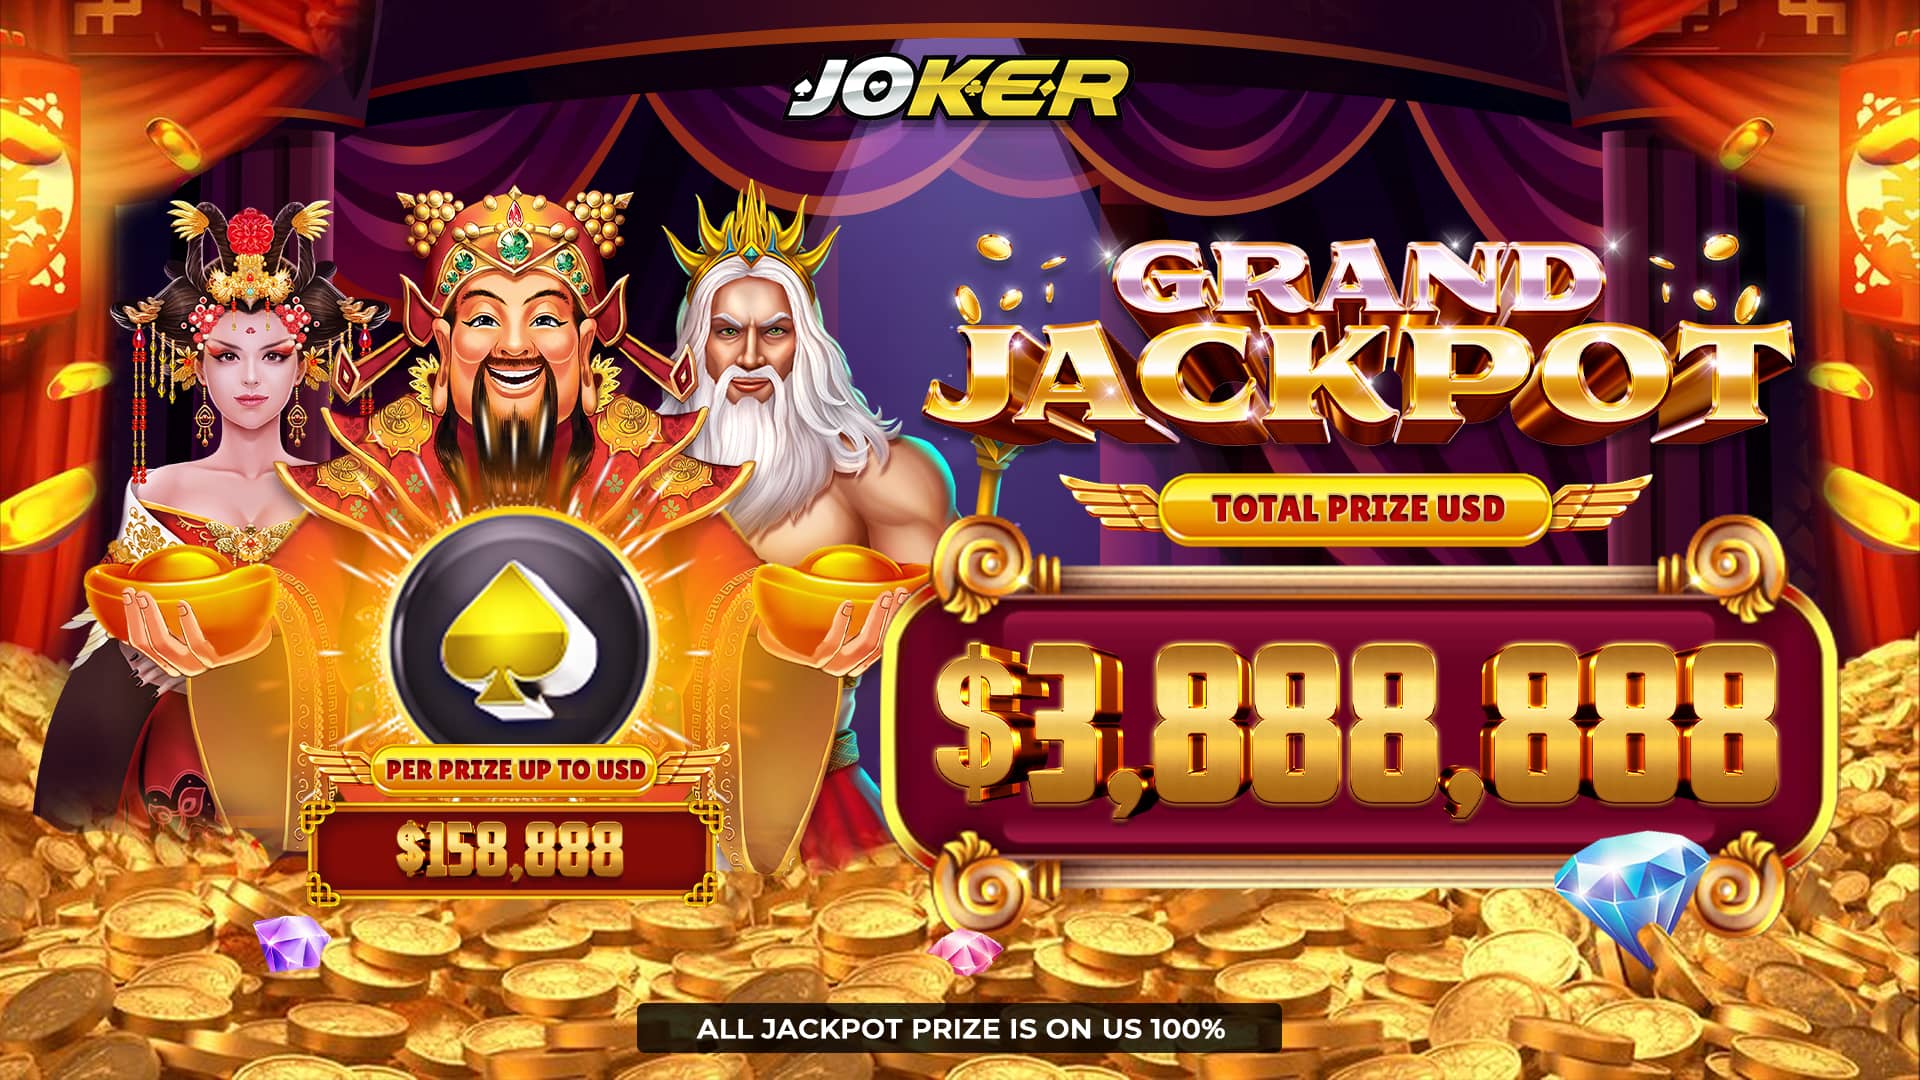 JOKER
GRAND
JACKPOT
TOTAL PRIZE USD
$3,888,888
PER PRIZE UP TO USD
$158,888
ALL JACKPOT PRIZE IS ON US 100%